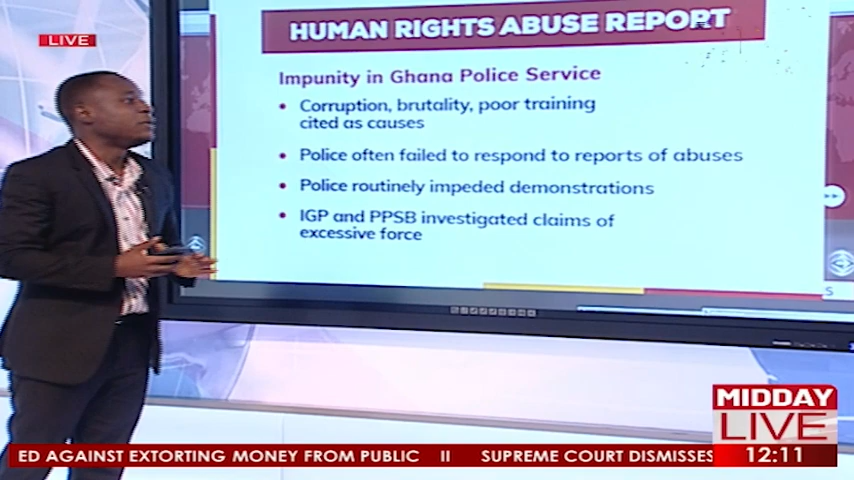 LIVE
HUMAN RIGHTS ABUSE REPORT
Impunity in Ghana Police Service
• Corruption, brutality, poor training
cited as causes
• Police often failed to respond to reports of abuses
• Police routinely impeded demonstrations
• IGP and PPSB investigated claims of
excessive force
S
MIDDAY
LIVE
12:11
ED AGAINST EXTORTING MONEY FROM PUBLIC II SUPREME COURT DISMISSES